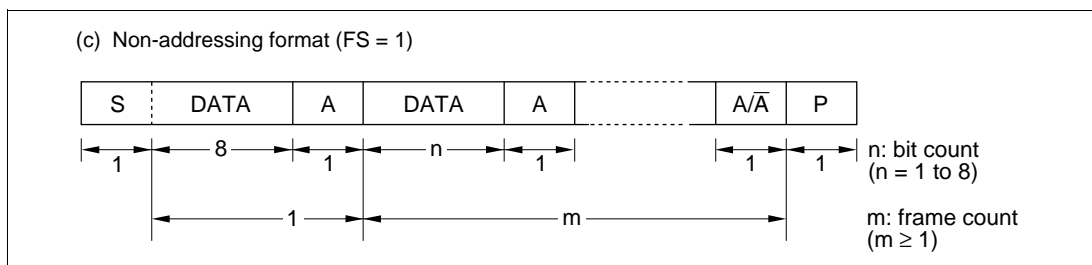 (c) Non-addressing format (FS = 1)
S DATA A DATA A A/A̅ P
1 8 1 n 1 1 1
n: bit count
(n = 1 to 8)
1 m
m: frame count
(m ≥ 1)